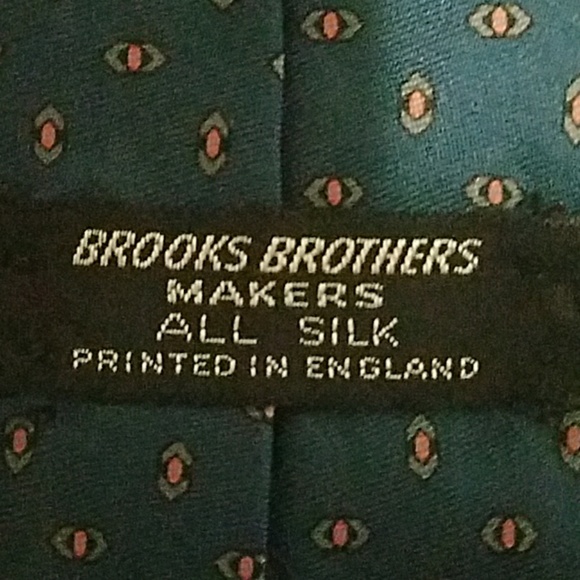 BROOKS BROTHERS
MAKERS
ALL SILK
PRINTED IN ENGLAND